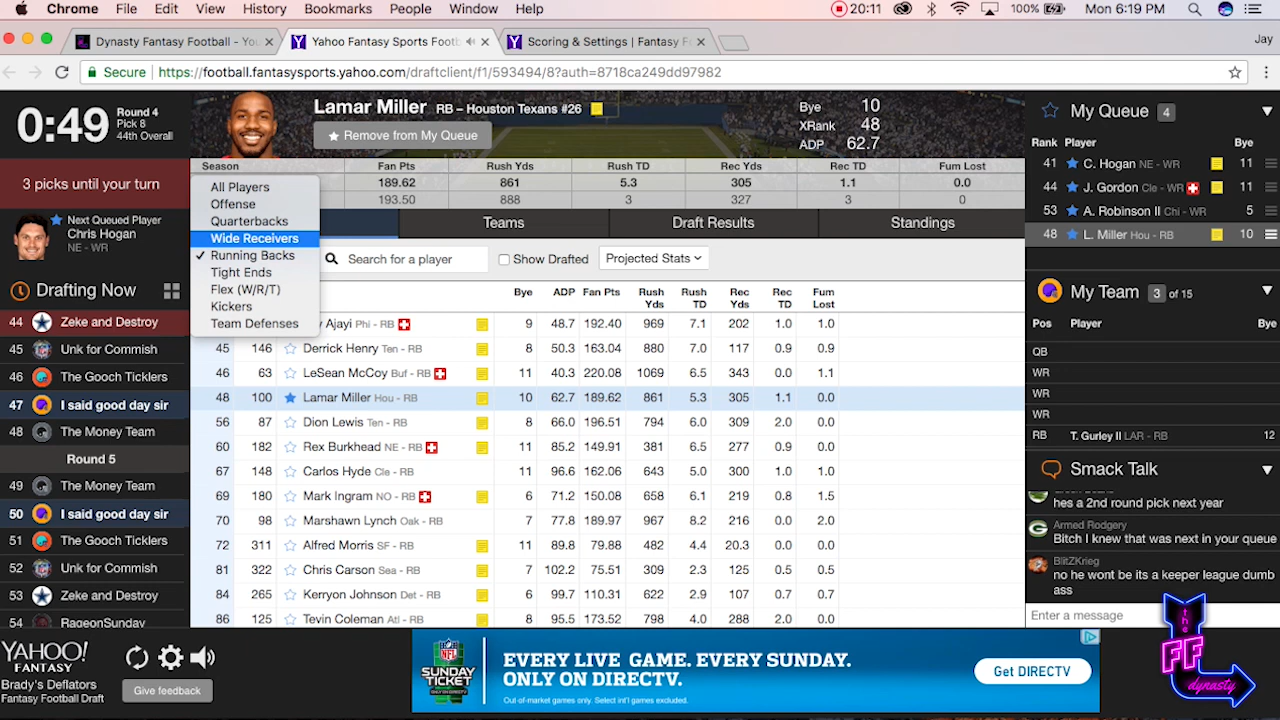 Chrome File Edit View History Bookmarks People Window Help 20:11 100% Mon 6:19 PM
Dynasty Fantasy Football - You × Yahoo Fantasy Sports Footb × Scoring & Settings | Fantasy F × Jay
Secure https://football.fantasysports.yahoo.com/draftclient/f1/593494/8?auth=8718ca249dd97982
0:49
Round 4
Pick 8
44th Overall
3 picks until your turn
Next Queued Player
Chris Hogan
NE - WR
Drafting Now
44 Zeke and Destroy
45 Unk for Commish
46 The Gooch Ticklers
47 I said good day sir
48 The Money Team
Round 5
49 The Money Team
50 I said good day sir
51 The Gooch Ticklers
52 Unk for Commish
53 Zeke and Destroy
54 RageonSunday
YAHOO!
FANTASY
Brady's Deflators
Fantasy Football Draft
Give feedback
Lamar Miller RB – Houston Texans #26
Remove from My Queue
Bye 10
XRank 48
ADP 62.7
Season Fan Pts Rush Yds Rush TD Rec Yds Rec TD Fum Lost
189.62 861 5.3 305 1.1 0.0
193.50 888 3 327 3 0
All Players
Offense
Quarterbacks
Wide Receivers
✓ Running Backs
Tight Ends
Flex (W/R/T)
Kickers
Team Defenses
Teams Draft Results Standings
Search for a player Show Drafted Projected Stats
Bye ADP Fan Pts Rush Yds Rush TD Rec Yds Rec TD Fum Lost
Ajayi Phi - RB 9 48.7 192.40 969 7.1 202 1.0 1.0
45 146 Derrick Henry Ten - RB 8 50.3 163.04 880 7.0 117 0.9 0.9
46 63 LeSean McCoy Buf - RB 11 40.3 220.08 1069 6.5 343 0.0 1.1
48 100 Lamar Miller Hou - RB 10 62.7 189.62 861 5.3 305 1.1 0.0
56 87 Dion Lewis Ten - RB 8 66.0 196.51 794 6.0 309 2.0 0.0
60 182 Rex Burkhead NE - RB 11 85.2 149.91 381 6.5 277 0.9 0.0
67 148 Carlos Hyde Cle - RB 11 96.6 162.06 643 5.0 300 1.0 1.0
69 180 Mark Ingram NO - RB 6 71.2 150.08 658 6.1 219 0.8 1.5
70 98 Marshawn Lynch Oak - RB 7 77.8 189.97 967 8.2 216 0.0 2.0
72 311 Alfred Morris SF - RB 11 89.8 79.88 482 4.4 20.3 0.0 0.0
81 322 Chris Carson Sea - RB 7 102.2 75.51 309 2.3 125 0.5 0.5
84 265 Kerryon Johnson Det - RB 6 99.7 110.31 622 2.9 107 0.7 0.7
86 125 Tevin Coleman Atl - RB 8 95.5 173.52 798 4.0 288 2.0 0.0
My Queue 4
Rank Player Bye
41 C. Hogan NE - WR 11
44 J. Gordon Cle - WR 11
53 A. Robinson II Chi - WR 5
48 L. Miller Hou - RB 10
My Team 3 of 15
Pos Player Bye
QB
WR
WR
WR
RB T. Gurley II LAR - RB 12
Smack Talk
hes a 2nd round pick next year
Armed Rodgery
Bitch I knew that was next in your queue
BlitZKrieg
no he wont be its a keeper league dumb
ass
Enter a message
NFL
SUNDAY
TICKET
EVERY LIVE GAME. EVERY SUNDAY.
ONLY ON DIRECTV.
Out-of-market games only. Select int'l games excluded.
Get DIRECTV
the
FF
dynasty